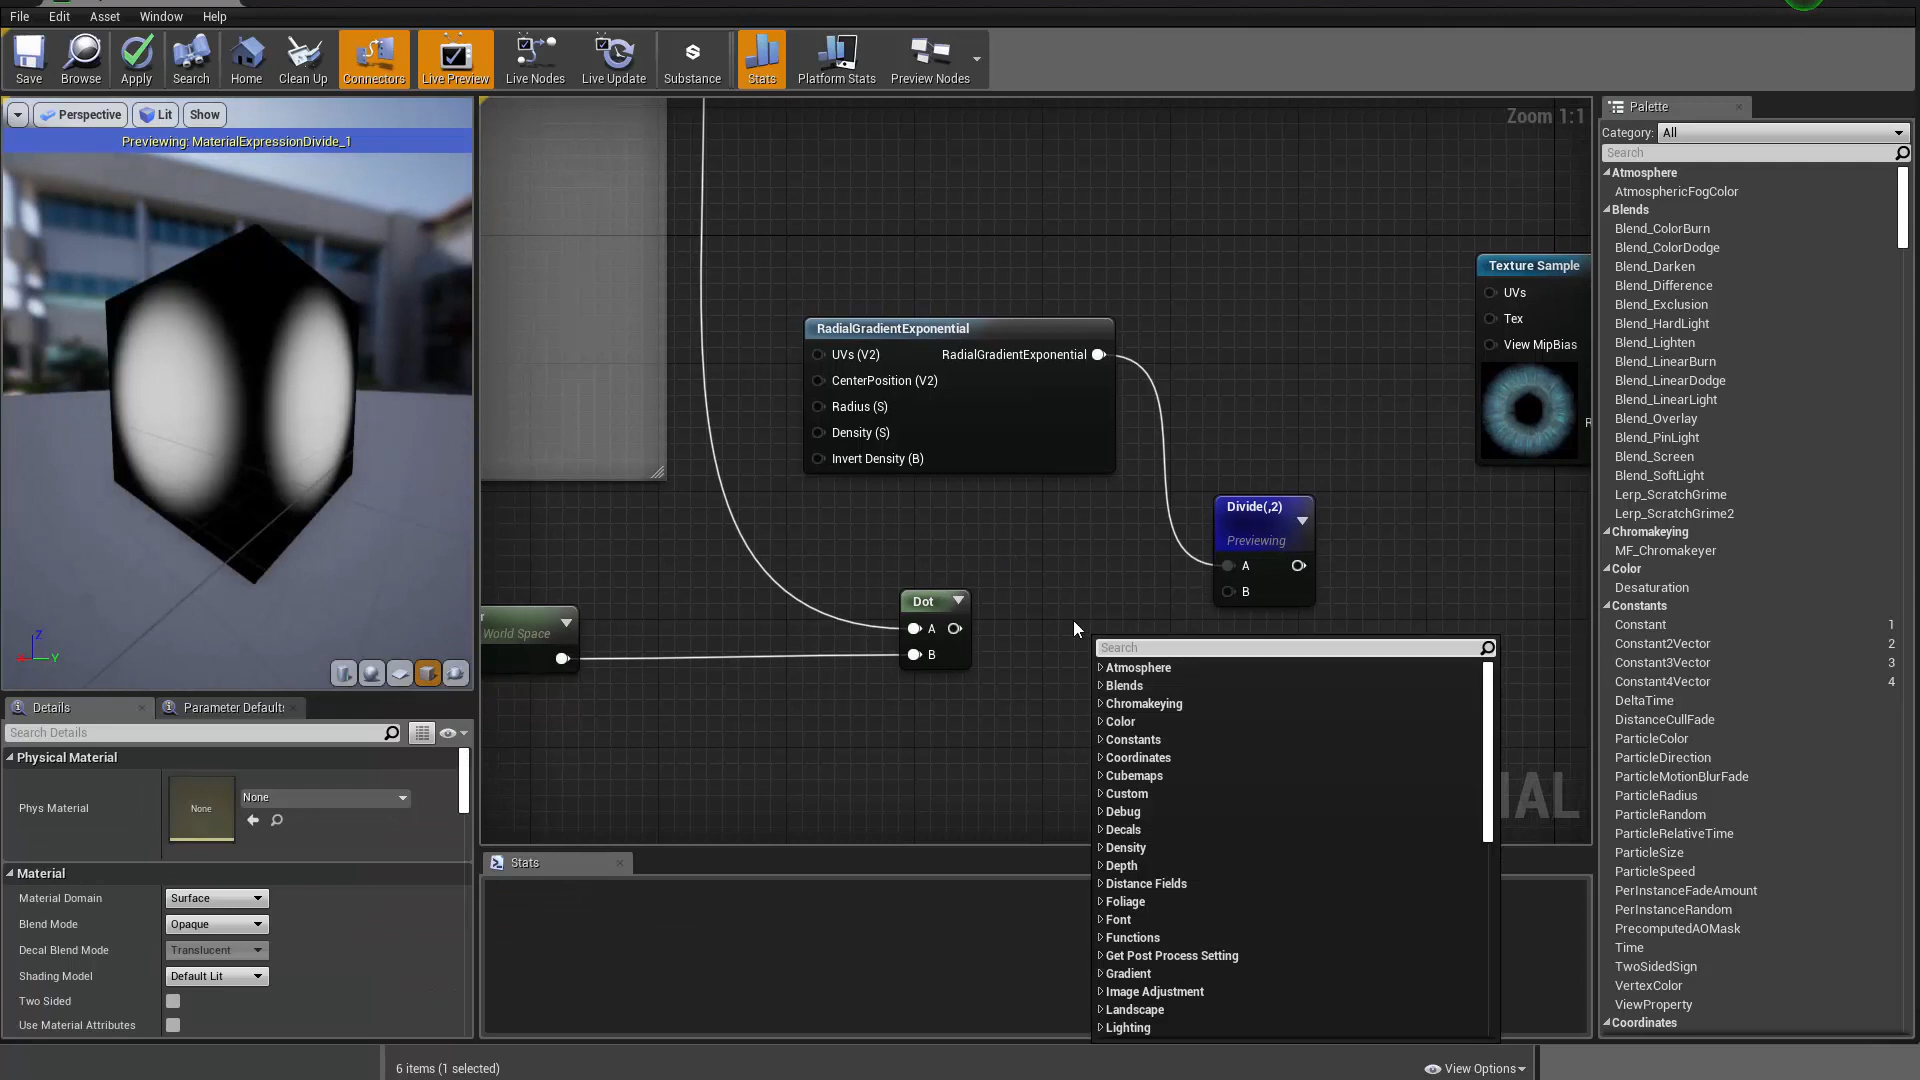 File Edit Asset Window Help
Save Browse Apply Search Home Clean Up Connectors Live Preview Live Nodes Live Update Substance Stats Platform Stats Preview Nodes
Perspective Lit Show
Previewing: MaterialExpressionDivide_1
Z
X
Y
Details
Parameter Defaults
Search Details
Physical Material
Phys Material
None
None
Material
Material Domain
Surface
Blend Mode
Opaque
Decal Blend Mode
Translucent
Shading Model
Default Lit
Two Sided
Use Material Attributes
Zoom 1:1
RadialGradientExponential
UVs (V2)
RadialGradientExponential
CenterPosition (V2)
Radius (S)
Density (S)
Invert Density (B)
Texture Sample
UVs
Tex
View MipBias
R
Divide(,2)
Previewing
A
B
Dot
A
B
r
World Space
IAL
Search
Atmosphere
Blends
Chromakeying
Color
Constants
Coordinates
Cubemaps
Custom
Debug
Decals
Density
Depth
Distance Fields
Foliage
Font
Functions
Get Post Process Setting
Gradient
Image Adjustment
Landscape
Lighting
Stats
6 items (1 selected)
View Options
Palette
Category:
All
Search
Atmosphere
AtmosphericFogColor
Blends
Blend_ColorBurn
Blend_ColorDodge
Blend_Darken
Blend_Difference
Blend_Exclusion
Blend_HardLight
Blend_Lighten
Blend_LinearBurn
Blend_LinearDodge
Blend_LinearLight
Blend_Overlay
Blend_PinLight
Blend_Screen
Blend_SoftLight
Lerp_ScratchGrime
Lerp_ScratchGrime2
Chromakeying
MF_Chromakeyer
Color
Desaturation
Constants
Constant 1
Constant2Vector 2
Constant3Vector 3
Constant4Vector 4
DeltaTime
DistanceCullFade
ParticleColor
ParticleDirection
ParticleMotionBlurFade
ParticleRadius
ParticleRandom
ParticleRelativeTime
ParticleSize
ParticleSpeed
PerInstanceFadeAmount
PerInstanceRandom
PrecomputedAOMask
Time
TwoSidedSign
VertexColor
ViewProperty
Coordinates